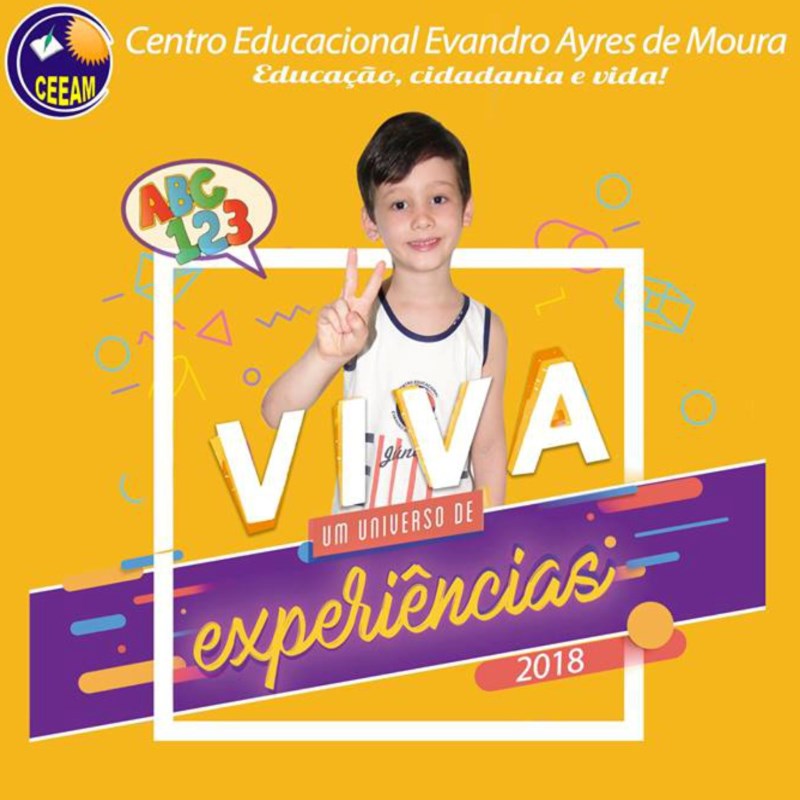 CEEAM
Centro Educacional Evandro Ayres de Moura
Educação, cidadania e vida!
ABC
123
VIVA
UM UNIVERSO DE
experiências
2018